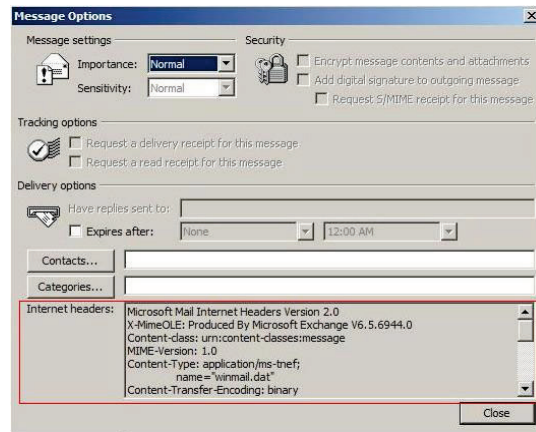 Message Options
Message settings
Security
Importance: Normal
Sensitivity: Normal
Encrypt message contents and attachments
Add digital signature to outgoing message
Request S/MIME receipt for this message
Tracking options
Request a delivery receipt for this message
Request a read receipt for this message
Delivery options
Have replies sent to:
Expires after: None 12:00 AM
Contacts...
Categories...
Internet headers:
Microsoft Mail Internet Headers Version 2.0
X-MimeOLE: Produced By Microsoft Exchange V6.5.6944.0
Content-class: urn:content-classes:message
MIME-Version: 1.0
Content-Type: application/ms-tnef;
name="winmail.dat"
Content-Transfer-Encoding: binary
Close